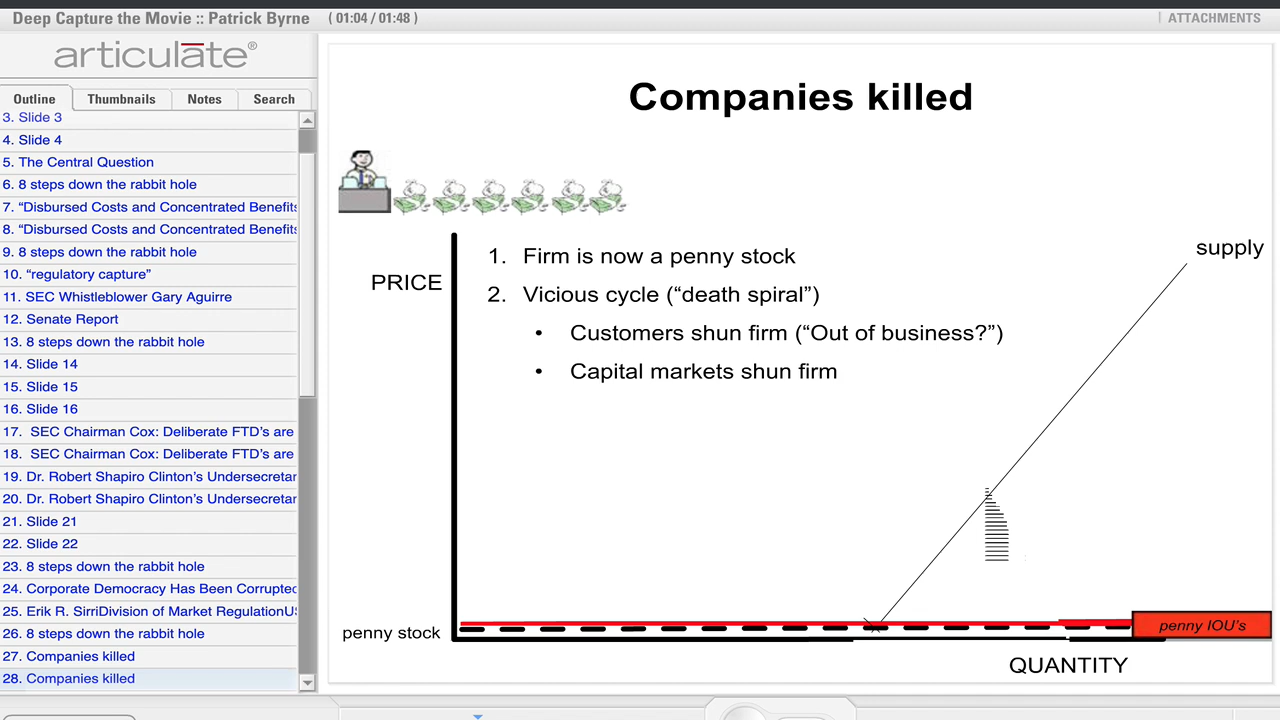 Deep Capture the Movie :: Patrick Byrne ( 01:04 / 01:48 )
ATTACHMENTS
articulate®
Outline Thumbnails Notes Search
3. Slide 3
4. Slide 4
5. The Central Question
6. 8 steps down the rabbit hole
7. “Disbursed Costs and Concentrated Benefits
8. “Disbursed Costs and Concentrated Benefits
9. 8 steps down the rabbit hole
10. “regulatory capture”
11. SEC Whistleblower Gary Aguirre
12. Senate Report
13. 8 steps down the rabbit hole
14. Slide 14
15. Slide 15
16. Slide 16
17. SEC Chairman Cox: Deliberate FTD’s are
18. SEC Chairman Cox: Deliberate FTD’s are
19. Dr. Robert Shapiro Clinton’s Undersecretar
20. Dr. Robert Shapiro Clinton’s Undersecretar
21. Slide 21
22. Slide 22
23. 8 steps down the rabbit hole
24. Corporate Democracy Has Been Corrupted
25. Erik R. SirriDivision of Market RegulationUS
26. 8 steps down the rabbit hole
27. Companies killed
28. Companies killed
Companies killed
supply
PRICE
1. Firm is now a penny stock
2. Vicious cycle (“death spiral”)
• Customers shun firm (“Out of business?”)
• Capital markets shun firm
penny stock
penny IOU's
QUANTITY